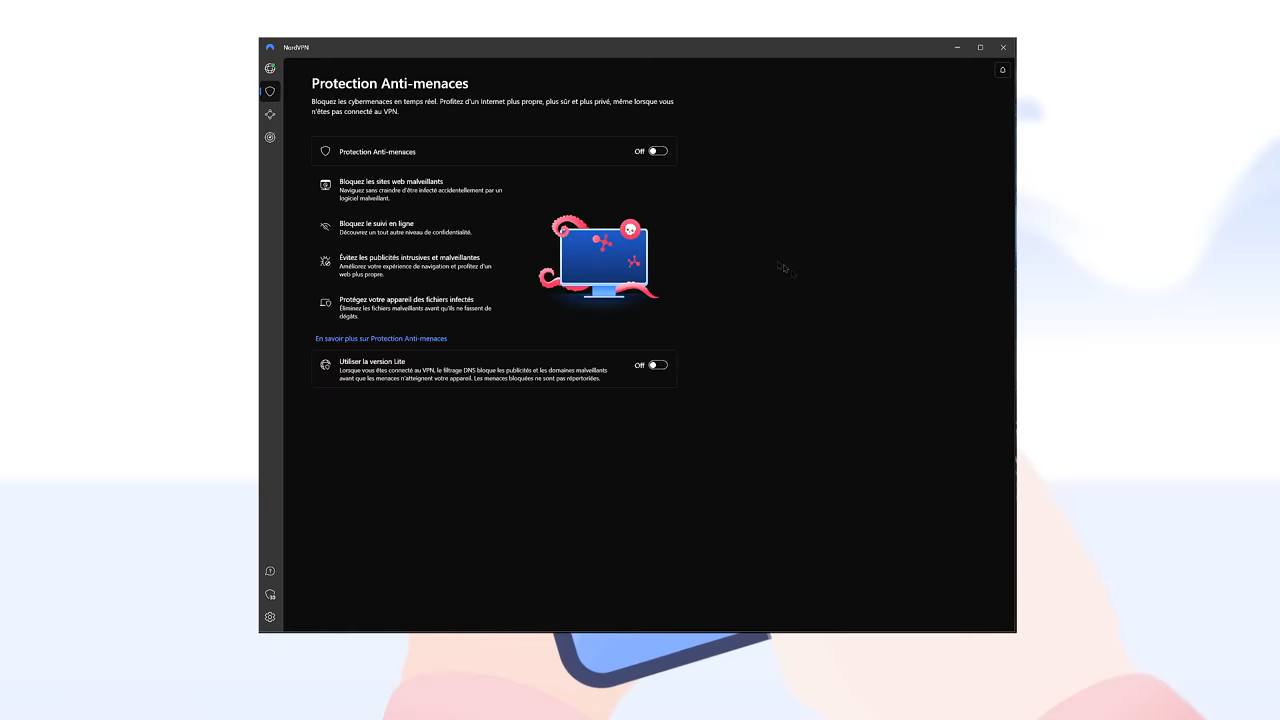 NordVPN
Protection Anti-menaces
Bloquez les cybermenaces en temps réel. Profitez d'un Internet plus propre, plus sûr et plus privé, même lorsque vous
n'êtes pas connecté au VPN.
Protection Anti-menaces
Off
Bloquez les sites web malveillants
Naviguez sans craindre d'être infecté accidentellement par un
logiciel malveillant.
Bloquez le suivi en ligne
Découvrez un tout autre niveau de confidentialité.
Évitez les publicités intrusives et malveillantes
Améliorez votre expérience de navigation et profitez d'un
web plus propre.
Protégez votre appareil des fichiers infectés
Éliminez les fichiers malveillants avant qu'ils ne fassent de
dégâts.
En savoir plus sur Protection Anti-menaces
Utiliser la version Lite
Lorsque vous êtes connecté au VPN, le filtrage DNS bloque les publicités et les domaines malveillants
avant que les menaces n'atteignent votre appareil. Les menaces bloquées ne sont pas répertoriées.
Off